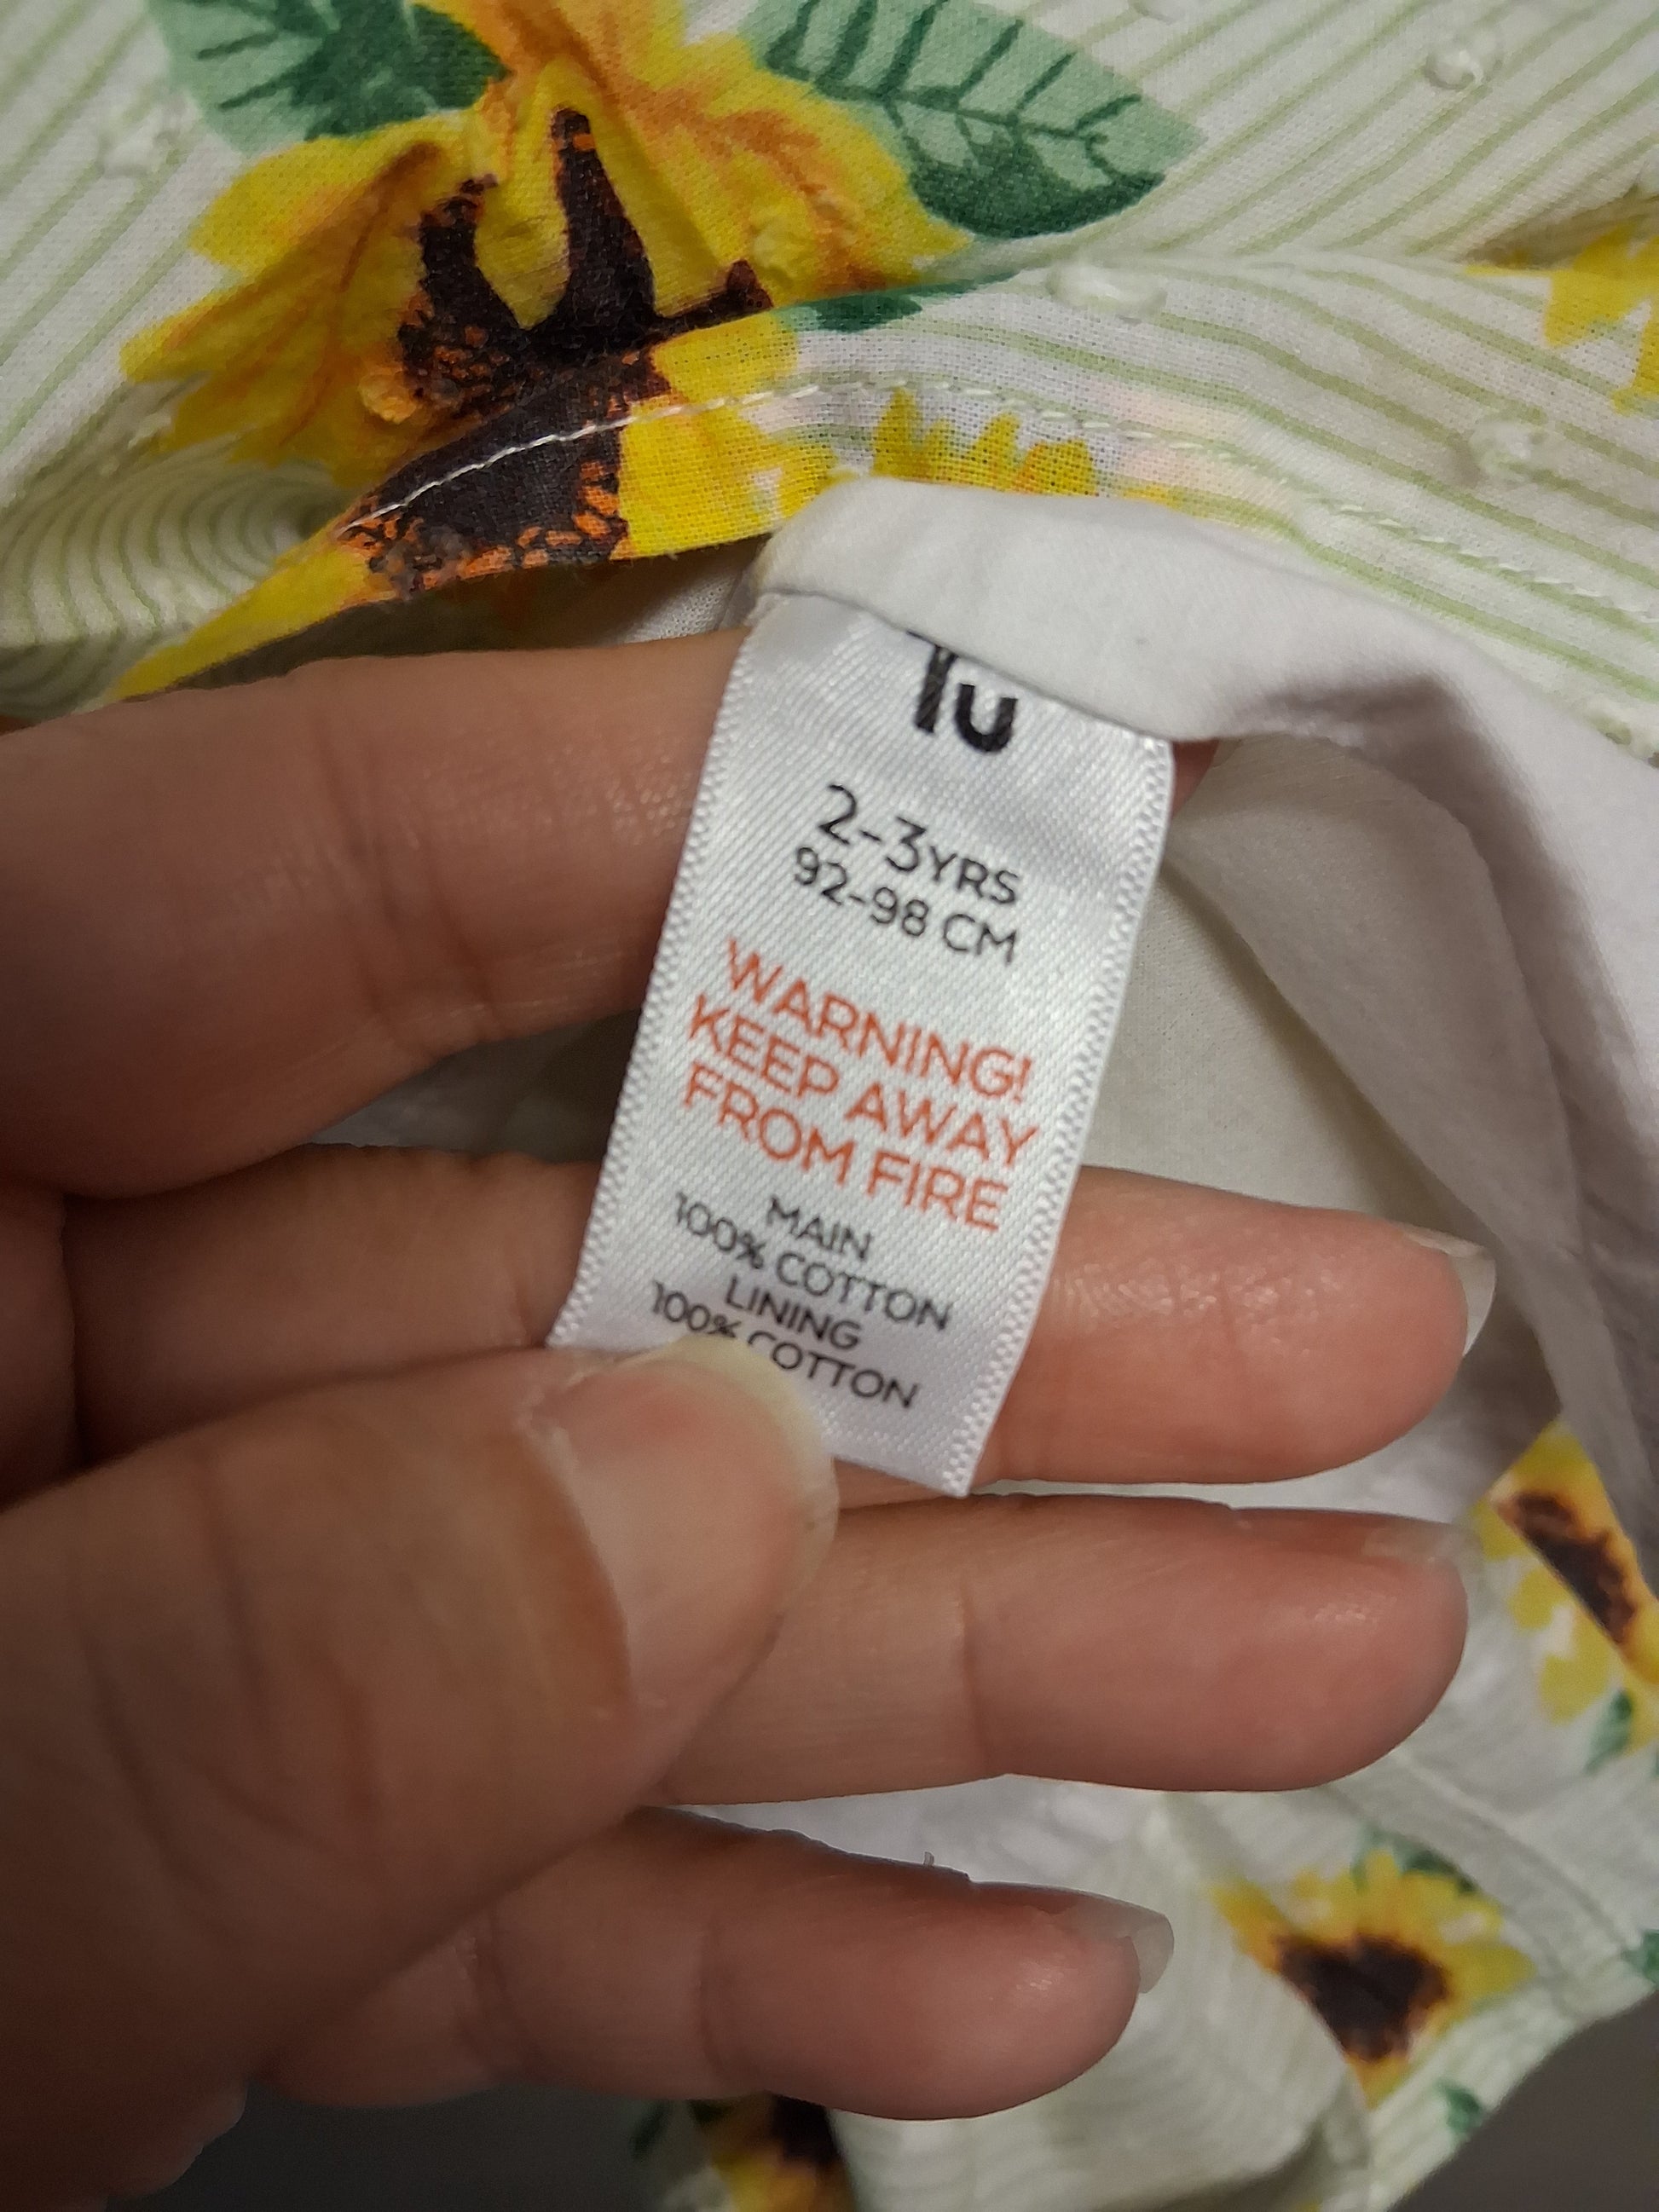 Tu
2-3YRS
92-98 CM
WARNING!
KEEP AWAY
FROM FIRE
MAIN
100% COTTON
LINING
100% COTTON